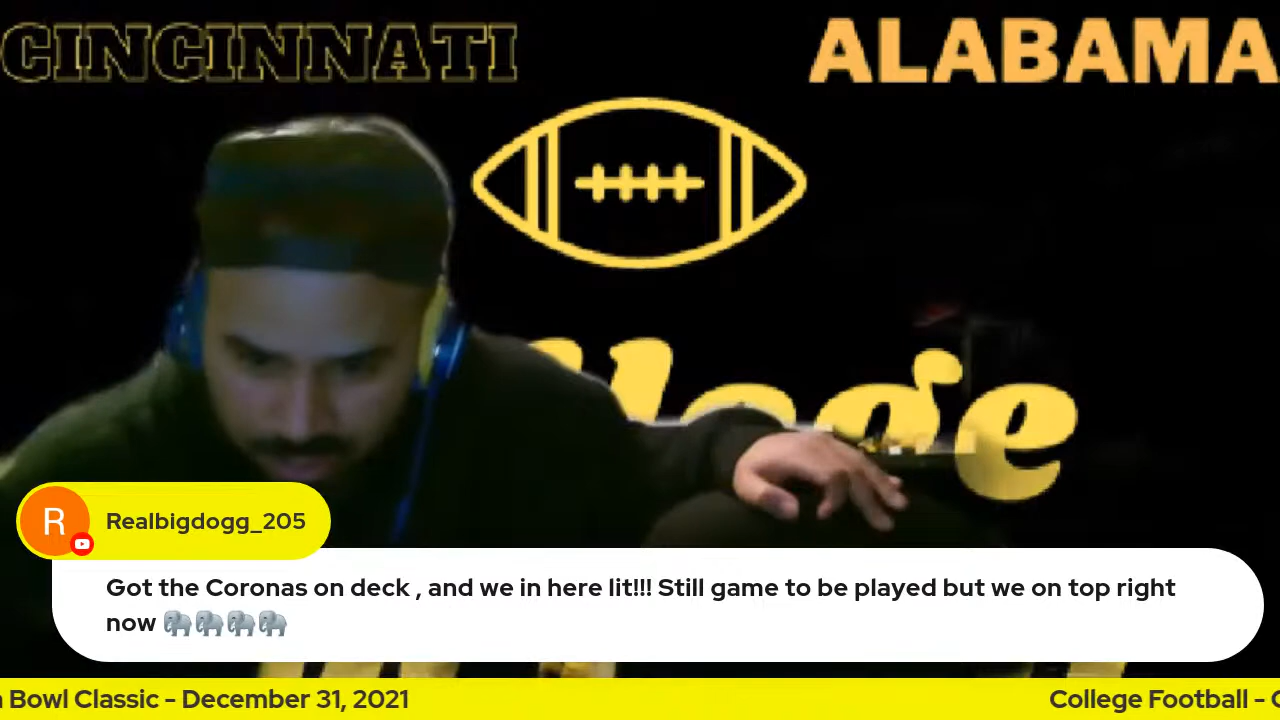 CINCINNATI
ALABAMA
Realbigdogg_205
Got the Coronas on deck , and we in here lit!!! Still game to be played but we on top right
now 🐘🐘🐘🐘
Bowl Classic - December 31, 2021
College Football -